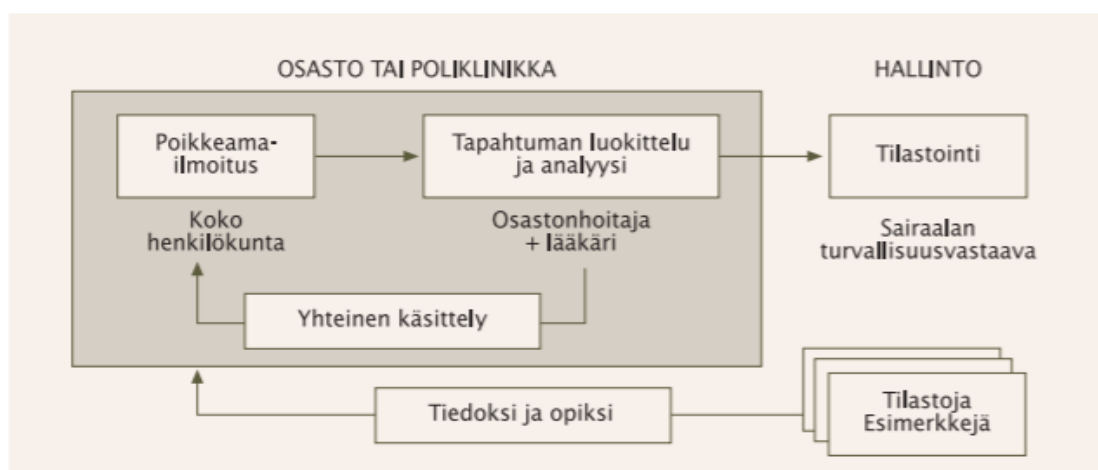 OSASTO TAI POLIKLINIKKA
HALLINTO
Poikkeama-
ilmoitus
Tapahtuman luokittelu
ja analyysi
Tilastointi
Koko
henkilökunta
Osastonhoitaja
+ lääkäri
Sairaalan
turvallisuusvastaava
Yhteinen käsittely
Tiedoksi ja opiksi
Tilastoja
Esimerkkejä